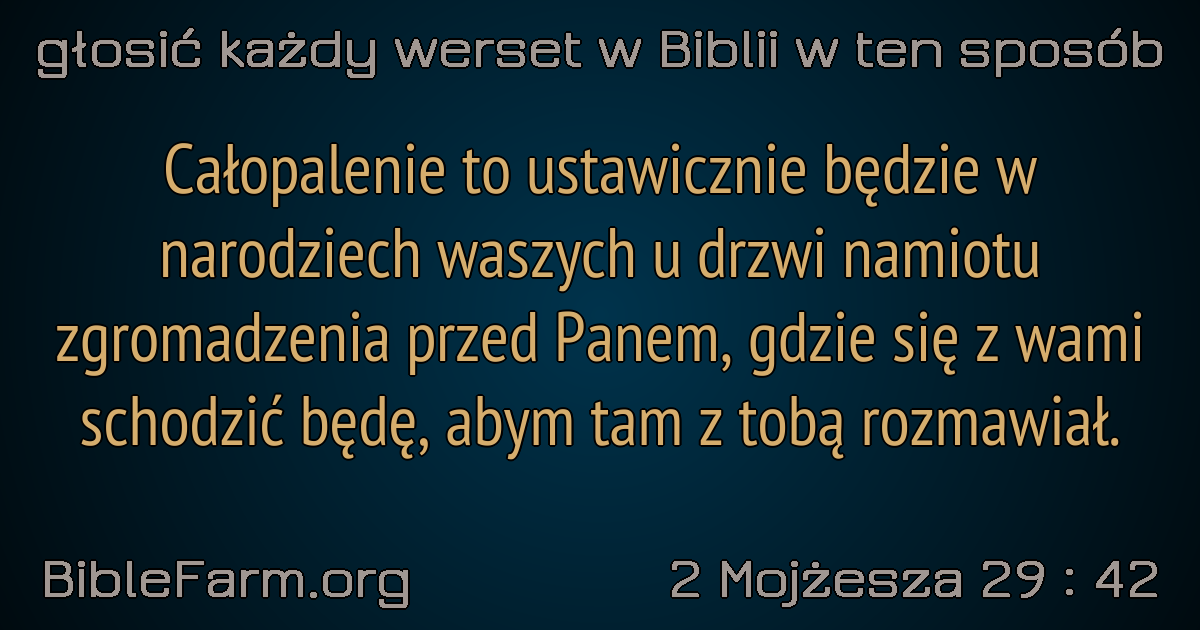 głosić każdy werset w Biblii w ten sposób
Całopalenie to ustawicznie będzie w
narodziech waszych u drzwi namiotu
zgromadzenia przed Panem, gdzie się z wami
schodzić będę, abym tam z tobą rozmawiał.
BibleFarm.org
2 Mojżesza 29 : 42